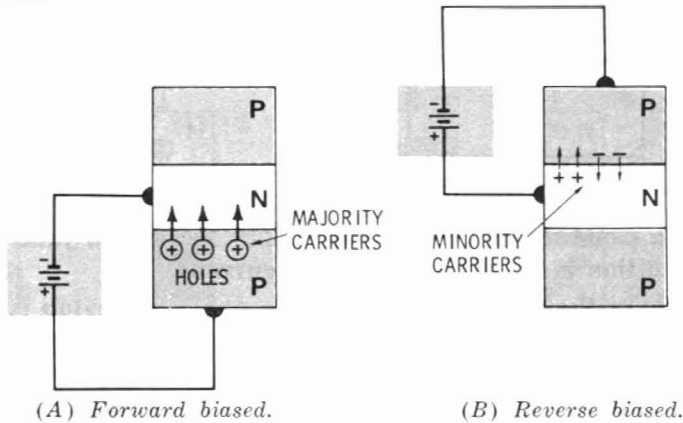 P
N
MAJORITY
CARRIERS
HOLES
P
-
+
(A) Forward biased.
-
+
P
+ + - -
N
MINORITY
CARRIERS
P
(B) Reverse biased.